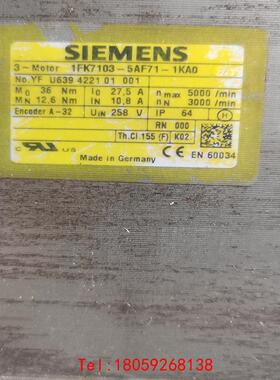 SIEMENS
3~Motor 1FK7103-5AF71-1KA0
No.YF U639 4221 01 001
M0 36 Nm I0 27,5 A nmax 5000 /min
MN 12,6 Nm IN 10,8 A nN 3000 /min
Encoder A-32 UIN 258 V IP 64
RN 000
Th.Cl.155 (F) K02
c UR US Made in Germany CE EN 60034
Tel:18059268138